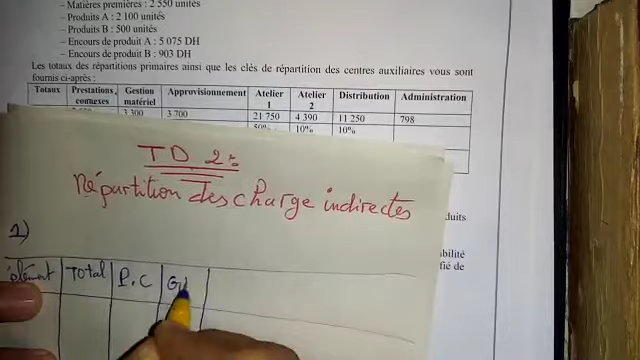 – Matières premières : 2 550 unités
– Produits A : 2 100 unités
– Produits B : 500 unités
– Encours de produit A : 5 075 DH
– Encours de produit B : 903 DH
Les totaux des répartitions primaires ainsi que les clés de répartition des centres auxiliaires vous sont
fournis ci-après :
Totaux Prestations connexes Gestion matériel Approvisionnement Atelier 1 Atelier 2 Distribution Administration
3 300 3 700 21 750 4 390 11 250 798
10% 10%
TD 2:
Répartition des charge indirectes
duits
1)
bilité
fié de
élément Total P.C